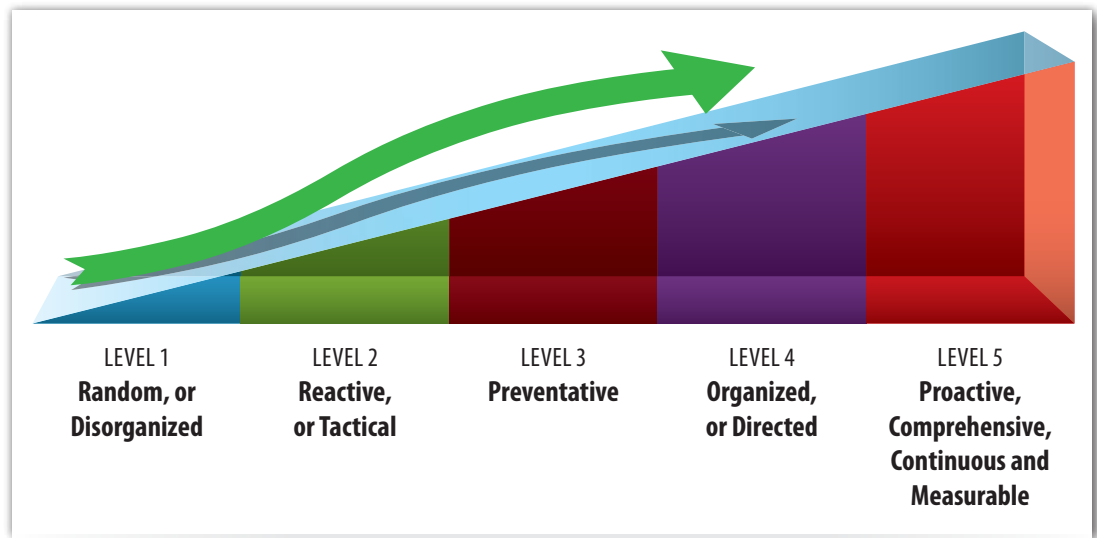 LEVEL 1
Random, or
Disorganized
LEVEL 2
Reactive,
or Tactical
LEVEL 3
Preventative
LEVEL 4
Organized,
or Directed
LEVEL 5
Proactive,
Comprehensive,
Continuous and
Measurable